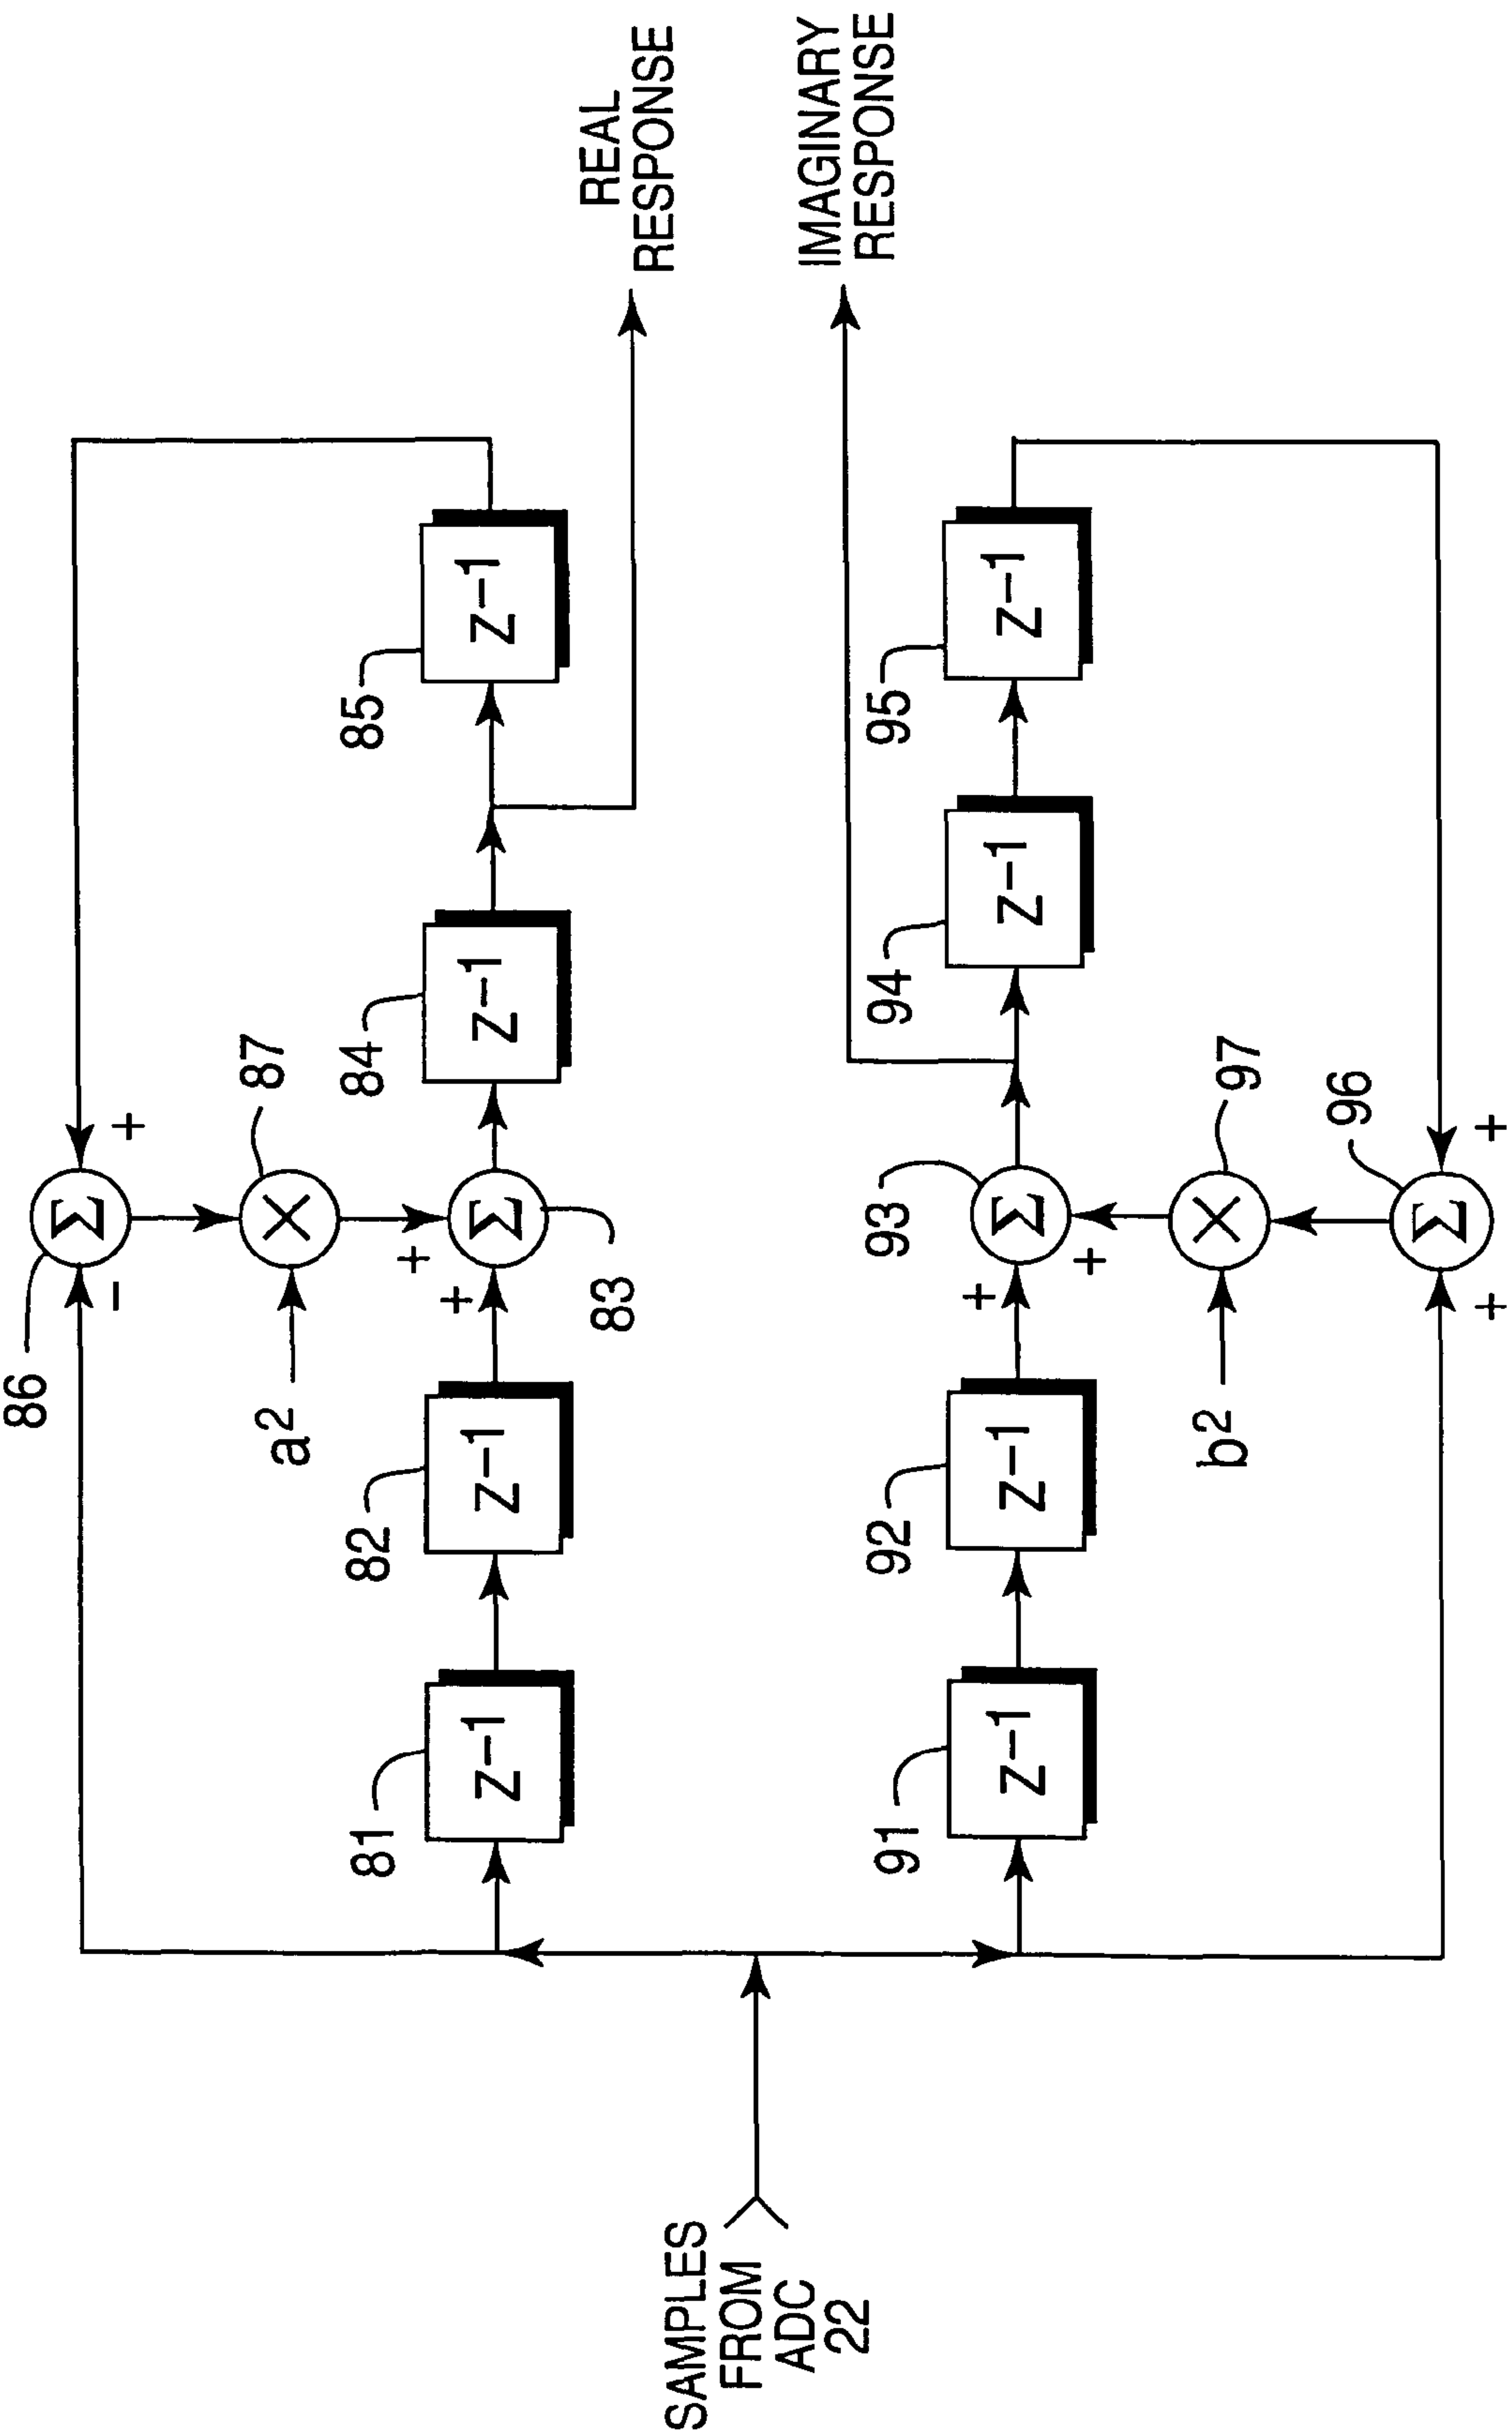 86
−
+
Σ
a²
×
87
+
81
z⁻¹
82
z⁻¹
+
Σ
83
84
z⁻¹
85
z⁻¹
REAL
RESPONSE
SAMPLES
FROM
ADC
22
IMAGINARY
RESPONSE
91
z⁻¹
92
z⁻¹
+
93
Σ
94
z⁻¹
95
z⁻¹
+
b²
×
97
96
Σ
+
+